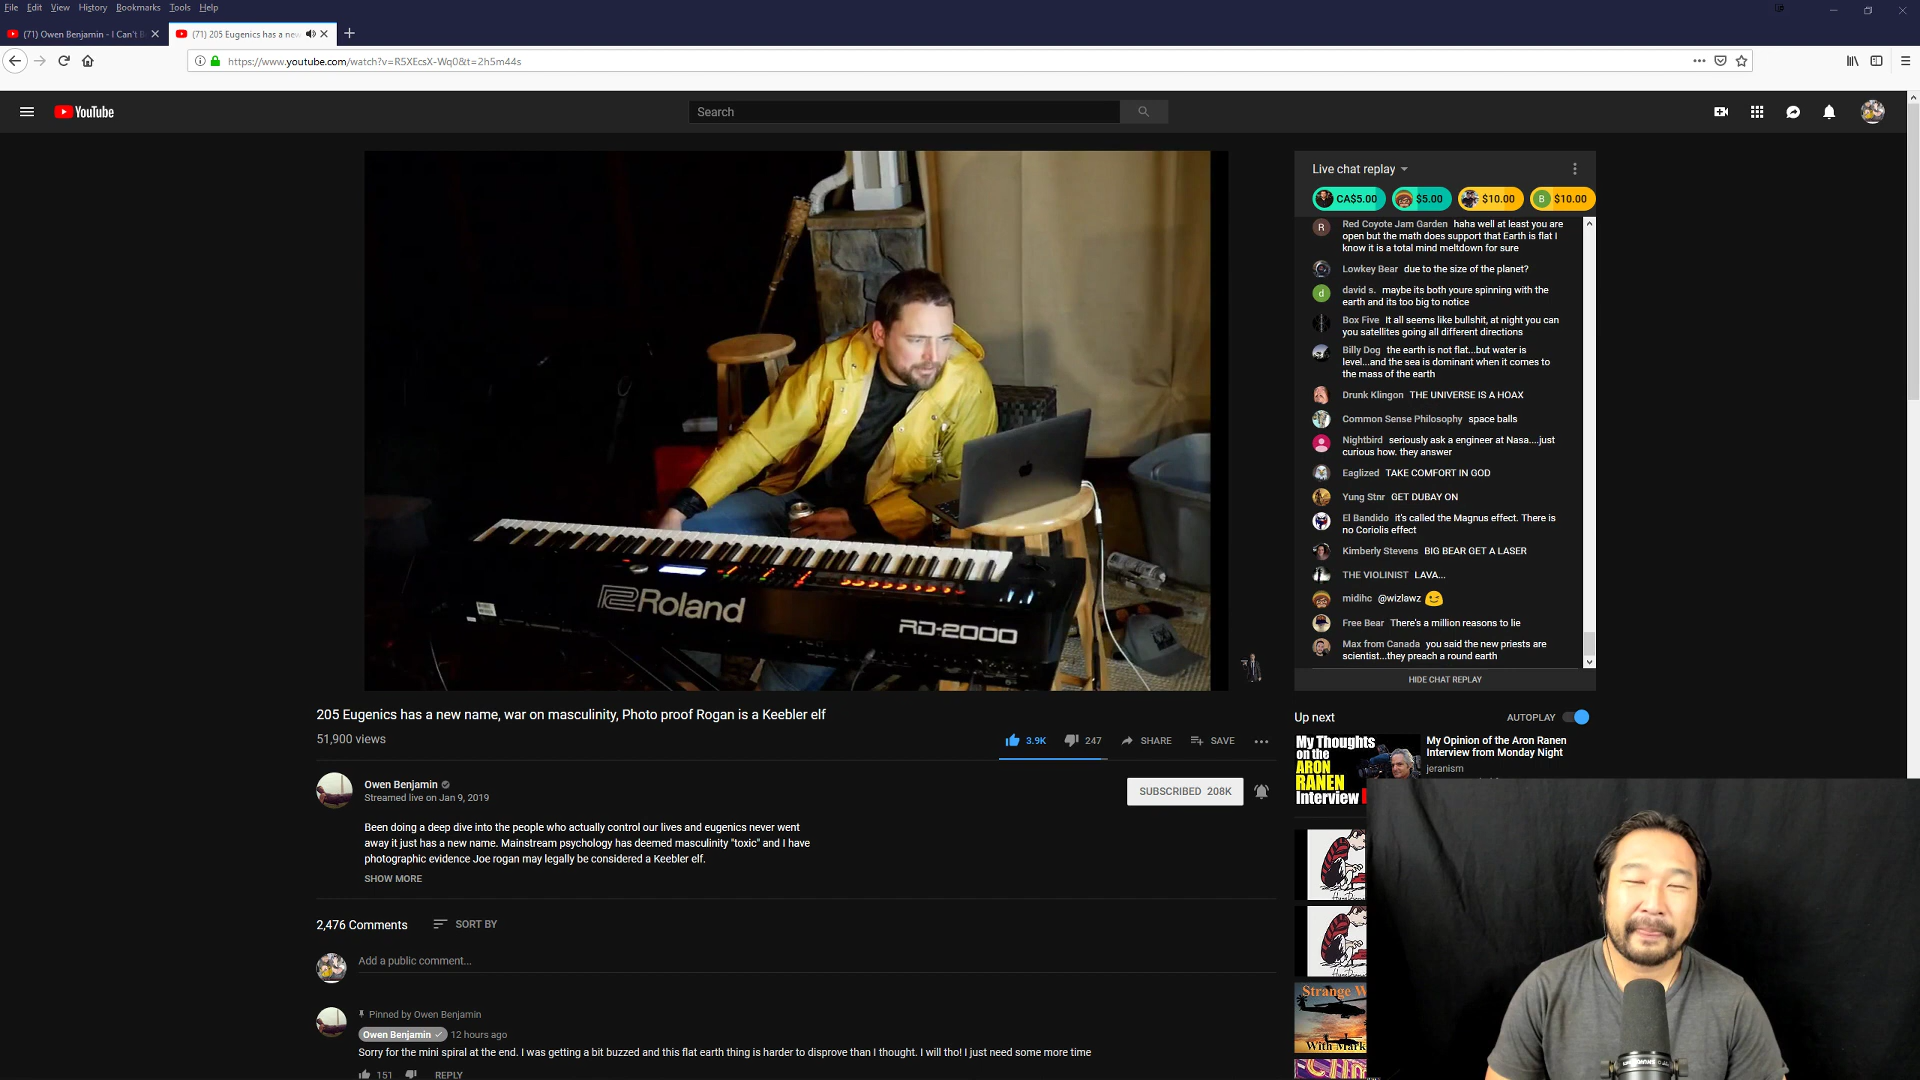 File Edit View History Bookmarks Tools Help
(71) Owen Benjamin - I Can't B
(71) 205 Eugenics has a new
https://www.youtube.com/watch?v=R5XEcsX-Wq0&t=2h5m44s
YouTube
Search
Live chat replay
CA$5.00 $5.00 $10.00 B $10.00
R Red Coyote Jam Garden haha well at least you are
open but the math does support that Earth is flat I
know it is a total mind meltdown for sure
Lowkey Bear due to the size of the planet?
d david s. maybe its both youre spinning with the
earth and its too big to notice
Box Five It all seems like bullshit, at night you can
you satellites going all different directions
Billy Dog the earth is not flat...but water is
level...and the sea is dominant when it comes to
the mass of the earth
Drunk Klingon THE UNIVERSE IS A HOAX
Common Sense Philosophy space balls
Nightbird seriously ask a engineer at Nasa....just
curious how. they answer
Eaglized TAKE COMFORT IN GOD
Yung Stnr GET DUBAY ON
El Bandido it's called the Magnus effect. There is
no Coriolis effect
Kimberly Stevens BIG BEAR GET A LASER
THE VIOLINIST LAVA...
midihc @wizlawz 😉
Free Bear There's a million reasons to lie
Max from Canada you said the new priests are
scientist...they preach a round earth
HIDE CHAT REPLAY
Roland
RD-2000
205 Eugenics has a new name, war on masculinity, Photo proof Rogan is a Keebler elf
51,900 views
3.9K 247 SHARE SAVE
Owen Benjamin
Streamed live on Jan 9, 2019
SUBSCRIBED 208K
Been doing a deep dive into the people who actually control our lives and eugenics never went
away it just has a new name. Mainstream psychology has deemed masculinity "toxic" and I have
photographic evidence Joe rogan may legally be considered a Keebler elf.
SHOW MORE
2,476 Comments SORT BY
Add a public comment...
Pinned by Owen Benjamin
Owen Benjamin 12 hours ago
Sorry for the mini spiral at the end. I was getting a bit buzzed and this flat earth thing is harder to disprove than I thought. I will tho! I just need some more time
151 REPLY
Up next AUTOPLAY
My Thoughts
on the
ARON
RANEN
Interview
My Opinion of the Aron Ranen
Interview from Monday Night
jeranism
Strange W
With Mark